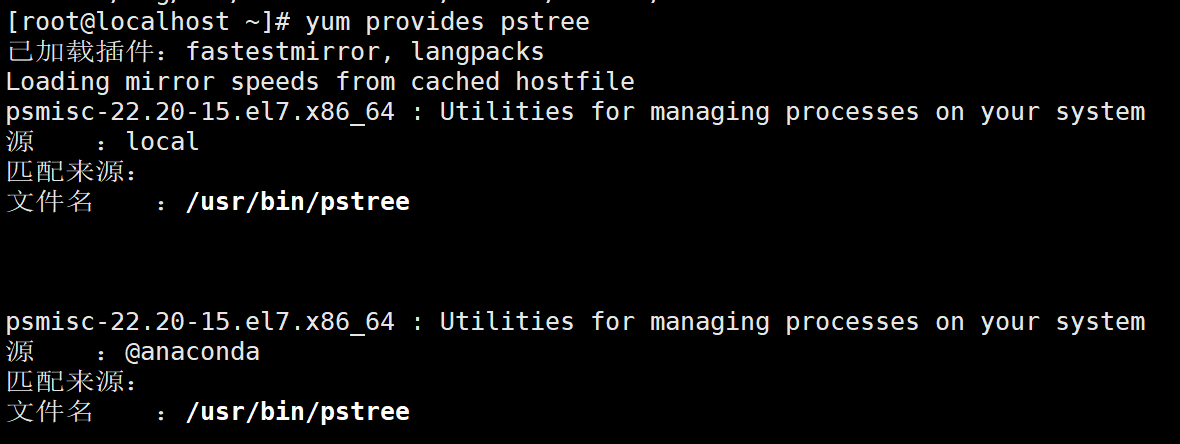 [root@localhost ~]# yum provides pstree
已加载插件：fastestmirror, langpacks
Loading mirror speeds from cached hostfile
psmisc-22.20-15.el7.x86_64 : Utilities for managing processes on your system
源    ：local
匹配来源：
文件名    ：/usr/bin/pstree
psmisc-22.20-15.el7.x86_64 : Utilities for managing processes on your system
源    ：@anaconda
匹配来源：
文件名    ：/usr/bin/pstree